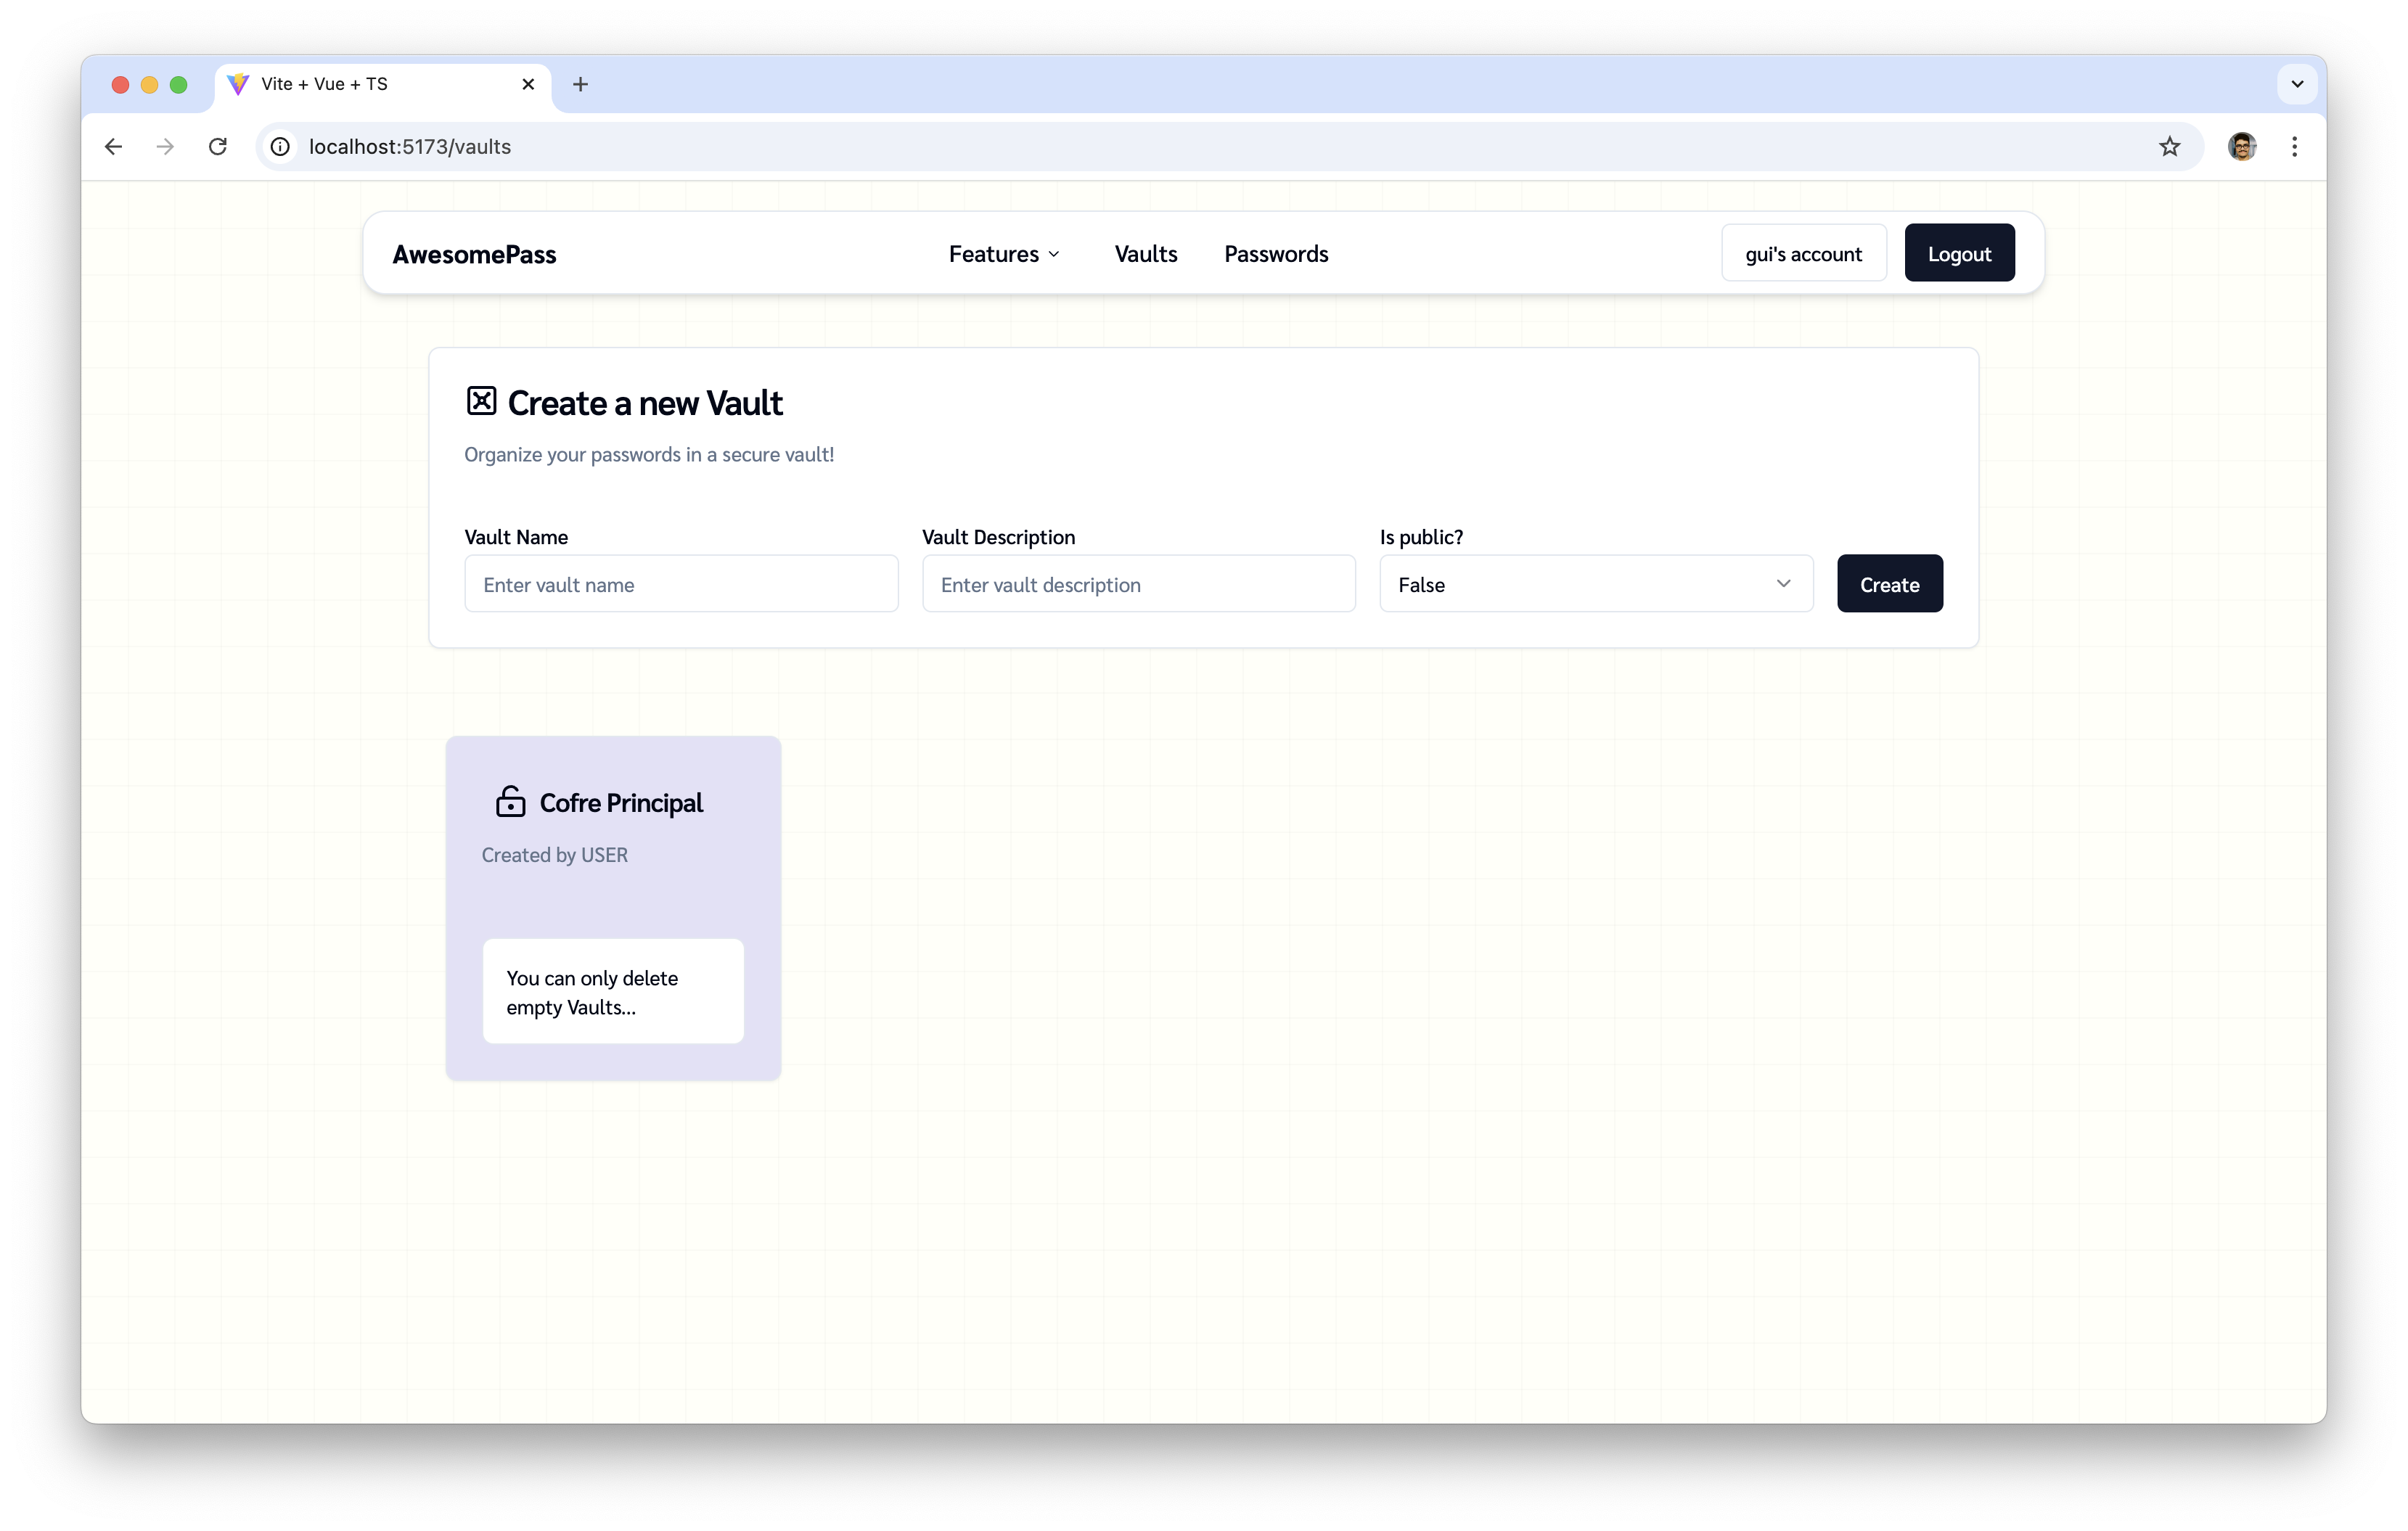 Vite + Vue + TS
localhost:5173/vaults
AwesomePass
Features
Vaults
Passwords
gui's account
Logout
Create a new Vault
Organize your passwords in a secure vault!
Vault Name
Vault Description
Is public?
Enter vault name
Enter vault description
False
Create
Cofre Principal
Created by USER
You can only delete
empty Vaults...